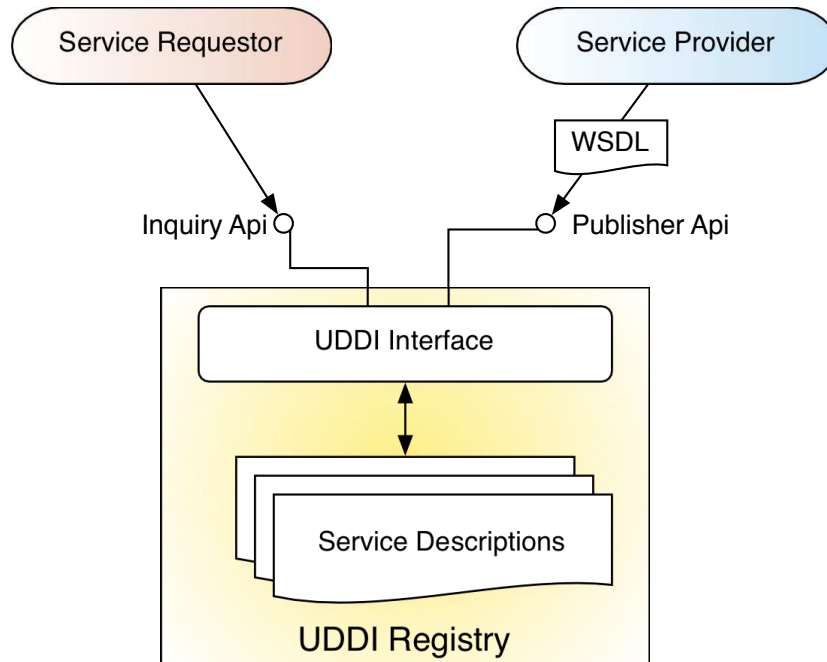 Service Requestor
Service Provider
WSDL
Inquiry Api
Publisher Api
UDDI Interface
Service Descriptions
UDDI Registry